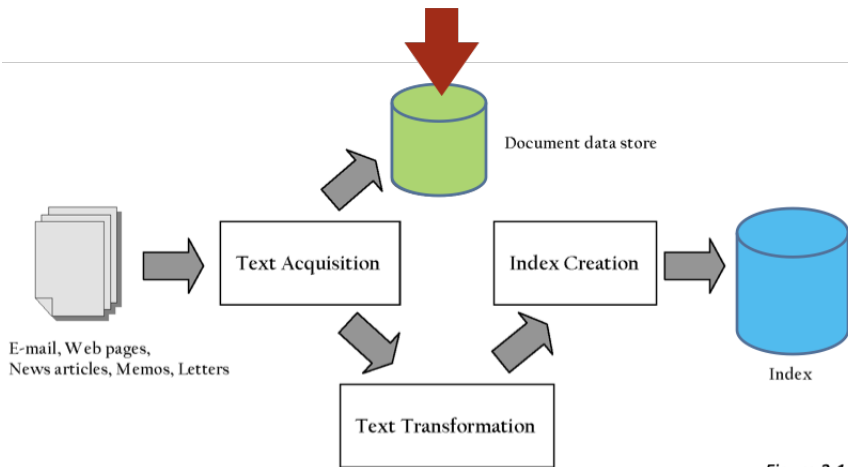 Document data store
Text Acquisition
Index Creation
E-mail, Web pages,
News articles, Memos, Letters
Index
Text Transformation